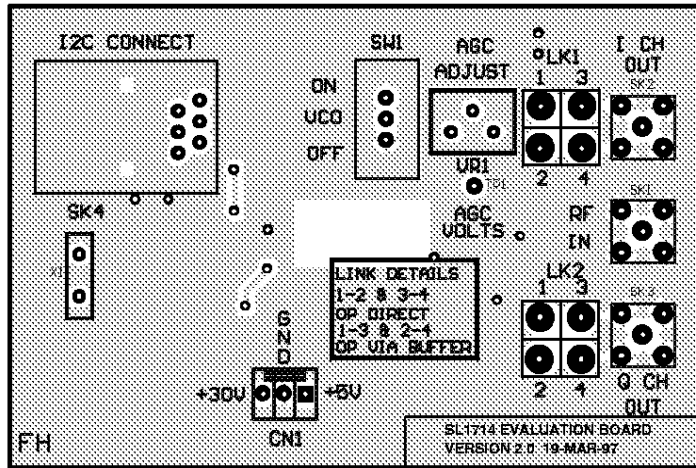 I2C CONNECT
SW1
AGC
ADJUST
LK1
I CH
OUT
SK2
1 3
ON
VCO
OFF
VR1
TP1
2 4
SK4
X1
AGC
VOLTS
SK1
RF
IN
LINK DETAILS
1-2 & 3-4
OP DIRECT
1-3 & 2-4
OP VIA BUFFER
LK2
1 3
SK3
GND
+30V
+5V
CN1
2 4
Q CH
OUT
FH
SL1714 EVALUATION BOARD
VERSION 2.0 19-MAR-97